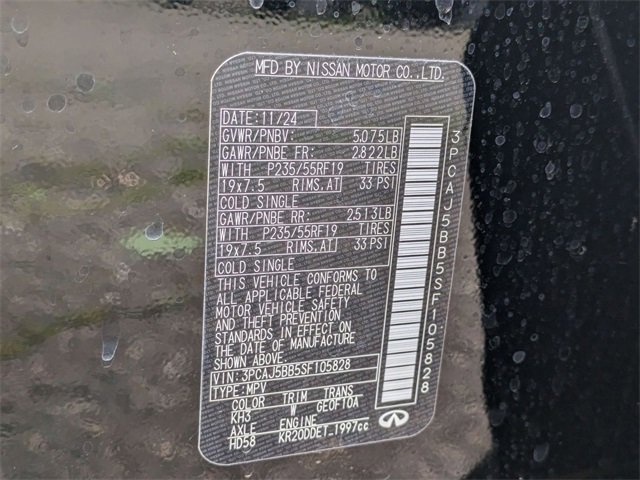 MFD BY NISSAN MOTOR CO., LTD.
DATE: 11/24
GVWR/PNBV: 5,075LB
GAWR/PNBE FR: 2,822LB
WITH P235/55RF19 TIRES
19x7.5 RIMS,AT 33 PSI
COLD SINGLE
GAWR/PNBE RR: 2,513LB
WITH P235/55RF19 TIRES
19x7.5 RIMS,AT 33 PSI
COLD SINGLE
THIS VEHICLE CONFORMS TO
ALL APPLICABLE FEDERAL
MOTOR VEHICLE SAFETY
AND THEFT PREVENTION
STANDARDS IN EFFECT ON
THE DATE OF MANUFACTURE
SHOWN ABOVE
VIN: 3PCAJ5BB5SF105828
TYPE: MPV
COLOR TRIM TRANS
KH3 W GE0F10A
AXLE ENGINE
HD58 KR20DDET 1997cc
3PCAJ5BB5SF105828